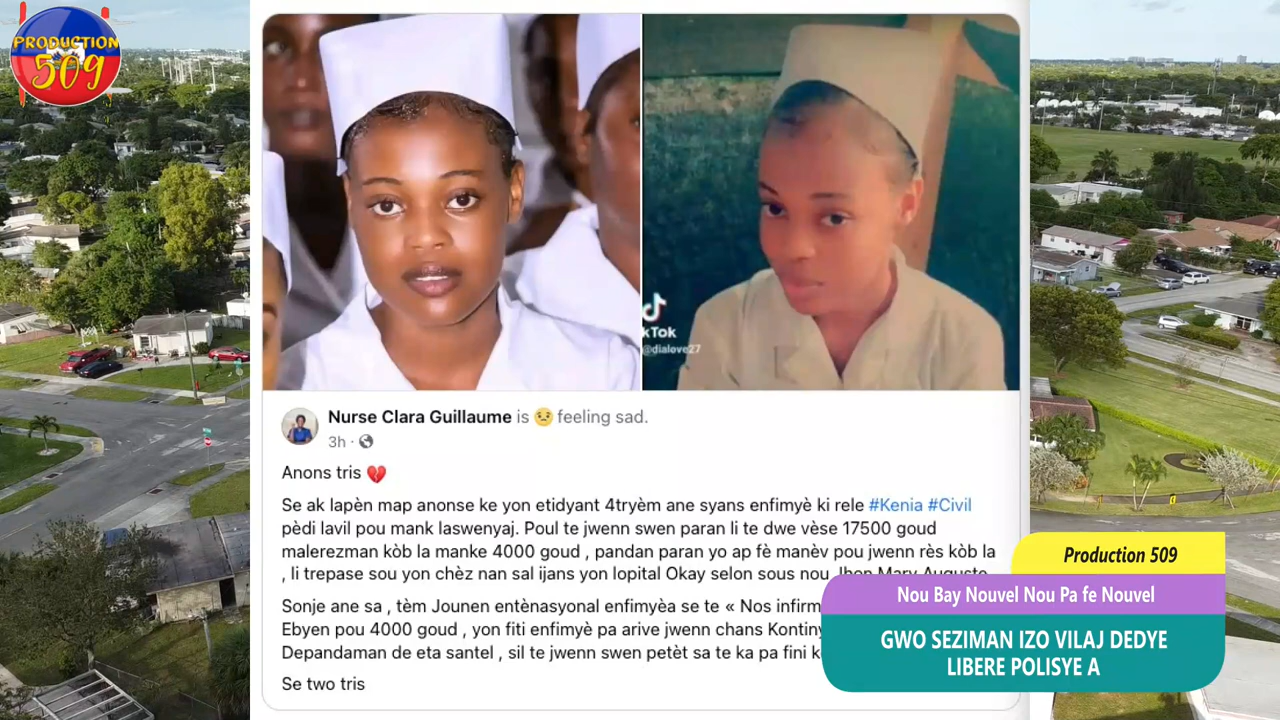 PRODUCTION
509
kTok
@dialove27
Nurse Clara Guillaume is 😟 feeling sad.
3h ·
Anons tris 💔
Se ak lapèn map anonse ke yon etidyant 4tryèm ane syans enfimyè ki rele #Kenia #Civil
pèdi lavil pou mank laswenyaj. Poul te jwenn swen paran li te dwe vèse 17500 goud
malerezman kòb la manke 4000 goud , pandan paran yo ap fè manèv pou jwenn rès kòb la
, li trepase sou yon chèz nan sal ijans yon lopital Okay selon sous nou Jhon Mary Auguste
Sonje ane sa , tèm Jounen entènasyonal enfimyèa se te « Nos infirm
Ebyen pou 4000 goud , yon fiti enfimyè pa arive jwenn chans Kontiny
Depandaman de eta santel , sil te jwenn swen petèt sa te ka pa fini k
Se two tris
Production 509
Nou Bay Nouvel Nou Pa fe Nouvel
GWO SEZIMAN IZO VILAJ DEDYE
LIBERE POLISYE A